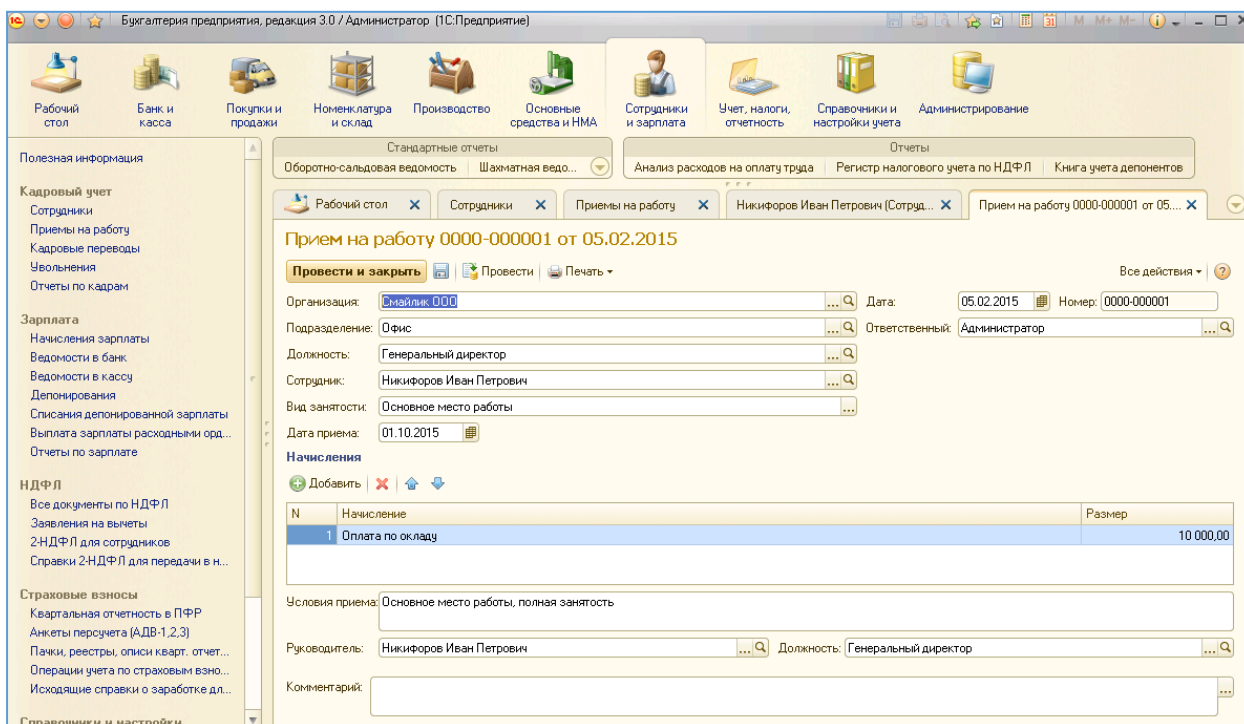 Бухгалтерия предприятия, редакция 3.0 / Администратор (1С:Предприятие)
M M+ M-
Рабочий стол
Банк и касса
Покупки и продажи
Номенклатура и склад
Производство
Основные средства и НМА
Сотрудники и зарплата
Учет, налоги, отчетность
Справочники и настройки учета
Администрирование
Полезная информация
Кадровый учет
Сотрудники
Приемы на работу
Кадровые переводы
Увольнения
Отчеты по кадрам
Зарплата
Начисления зарплаты
Ведомости в банк
Ведомости в кассу
Депонирования
Списания депонированной зарплаты
Выплата зарплаты расходными орд...
Отчеты по зарплате
НДФЛ
Все документы по НДФЛ
Заявления на вычеты
2-НДФЛ для сотрудников
Справки 2-НДФЛ для передачи в н...
Страховые взносы
Квартальная отчетность в ПФР
Анкеты персучета (АДВ-1,2,3)
Пачки, реестры, описи кварт. отчет...
Операции учета по страховым взно...
Исходящие справки о заработке дл...
Справочники и настройки
Стандартные отчеты
Оборотно-сальдовая ведомость Шахматная ведо...
Отчеты
Анализ расходов на оплату труда Регистр налогового учета по НДФЛ Книга учета депонентов
Рабочий стол Сотрудники Приемы на работу Никифоров Иван Петрович (Сотруд... Прием на работу 0000-000001 от 05....
Прием на работу 0000-000001 от 05.02.2015
Провести и закрыть Провести Печать Все действия
Организация: Смайлик ООО Дата: 05.02.2015 Номер: 0000-000001
Подразделение: Офис Ответственный: Администратор
Должность: Генеральный директор
Сотрудник: Никифоров Иван Петрович
Вид занятости: Основное место работы
Дата приема: 01.10.2015
Начисления
Добавить
N Начисление Размер
1 Оплата по окладу 10 000,00
Условия приема: Основное место работы, полная занятость
Руководитель: Никифоров Иван Петрович Должность: Генеральный директор
Комментарий: